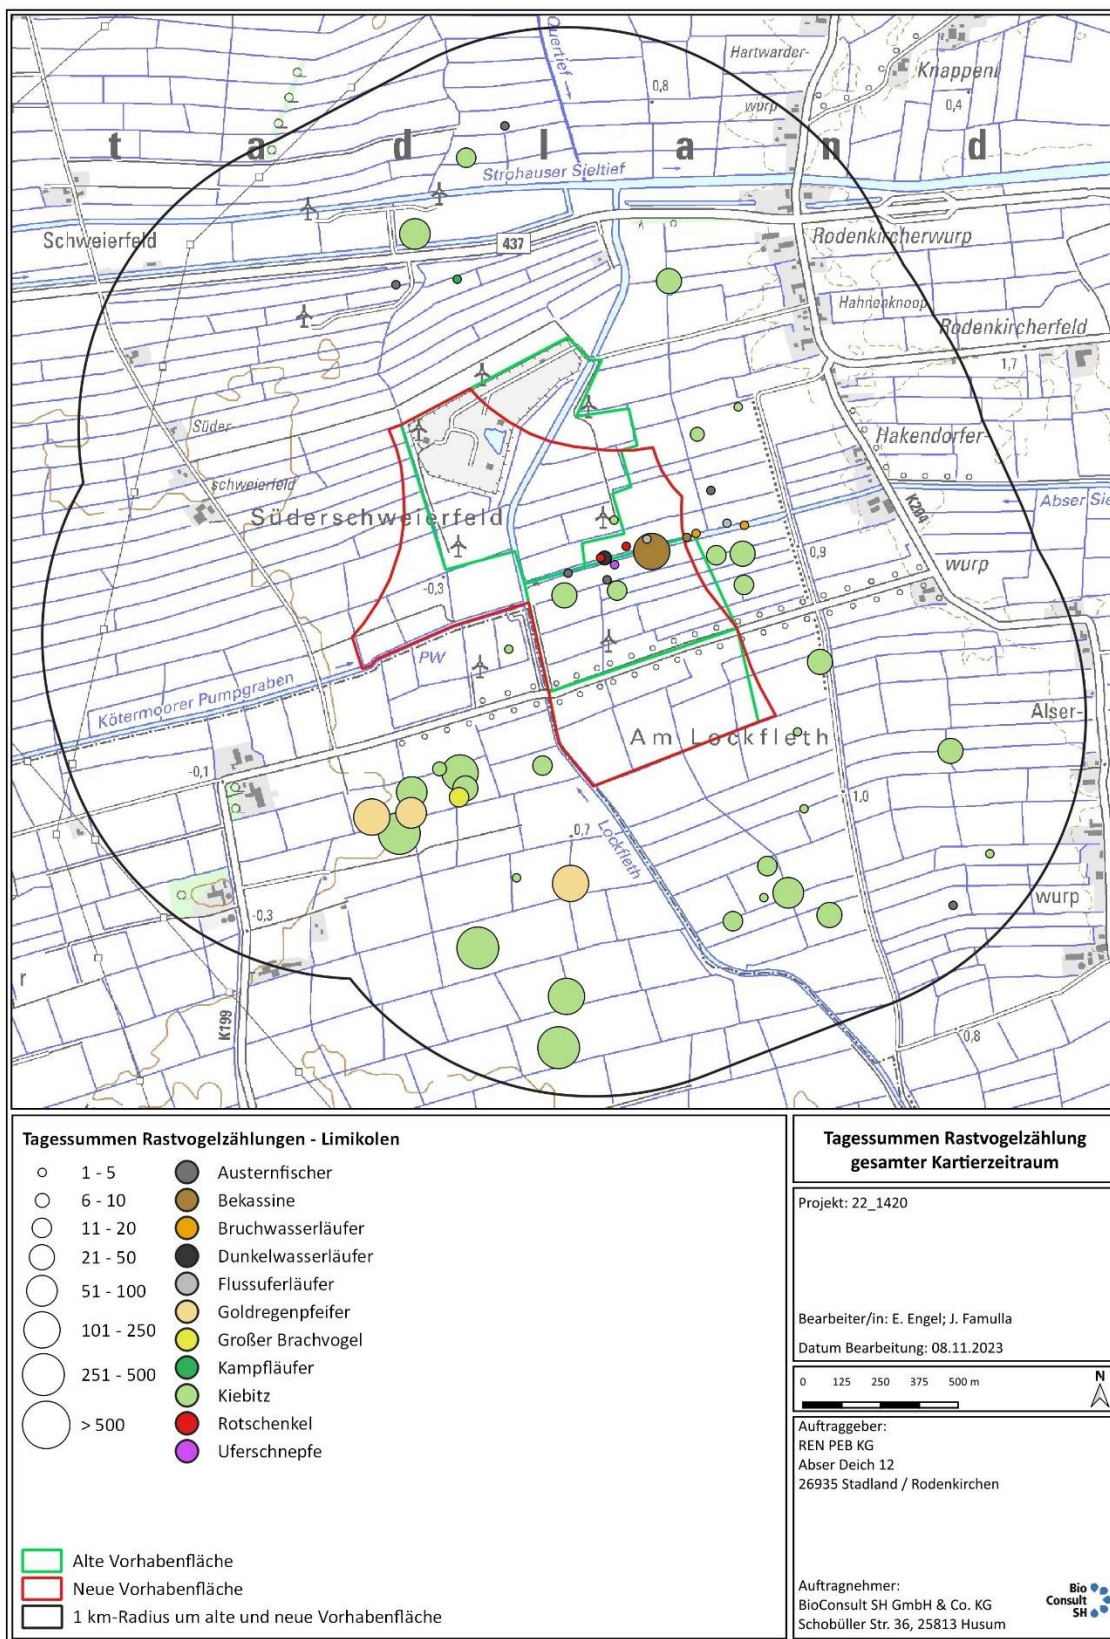 Hartwarder-
wurp
Knappenl
0,8
0,4
Quertief
t a d l a n d
Strohauser Sieltief
Schweierfeld
437
Rodenkircherwurp
Hahnenknoop
Rodenkircherfeld
1,7
Süder-
schweierfeld
Hakendorfer-
K204
Abser Sie
Süderschweierfeld
wurp
0,9
-0,3
PW
Kötermoorer Pumpgraben
Am Lockfleth
Alser-
-0,1
1,0
0,7
Lockfleth
wurp
-0,3
r
K199
0,8
Tagessummen Rastvogelzählungen - Limikolen
1 - 5
6 - 10
11 - 20
21 - 50
51 - 100
101 - 250
251 - 500
> 500
Austernfischer
Bekassine
Bruchwasserläufer
Dunkelwasserläufer
Flussuferläufer
Goldregenpfeifer
Großer Brachvogel
Kampfläufer
Kiebitz
Rotschenkel
Uferschnepfe
Alte Vorhabenfläche
Neue Vorhabenfläche
1 km-Radius um alte und neue Vorhabenfläche
Tagessummen Rastvogelzählung
gesamter Kartierzeitraum
Projekt: 22_1420
Bearbeiter/in: E. Engel; J. Famulla
Datum Bearbeitung: 08.11.2023
0 125 250 375 500 m
N
Auftraggeber:
REN PEB KG
Abser Deich 12
26935 Stadland / Rodenkirchen
Auftragnehmer:
BioConsult SH GmbH & Co. KG
Schobüller Str. 36, 25813 Husum
Bio
Consult
SH